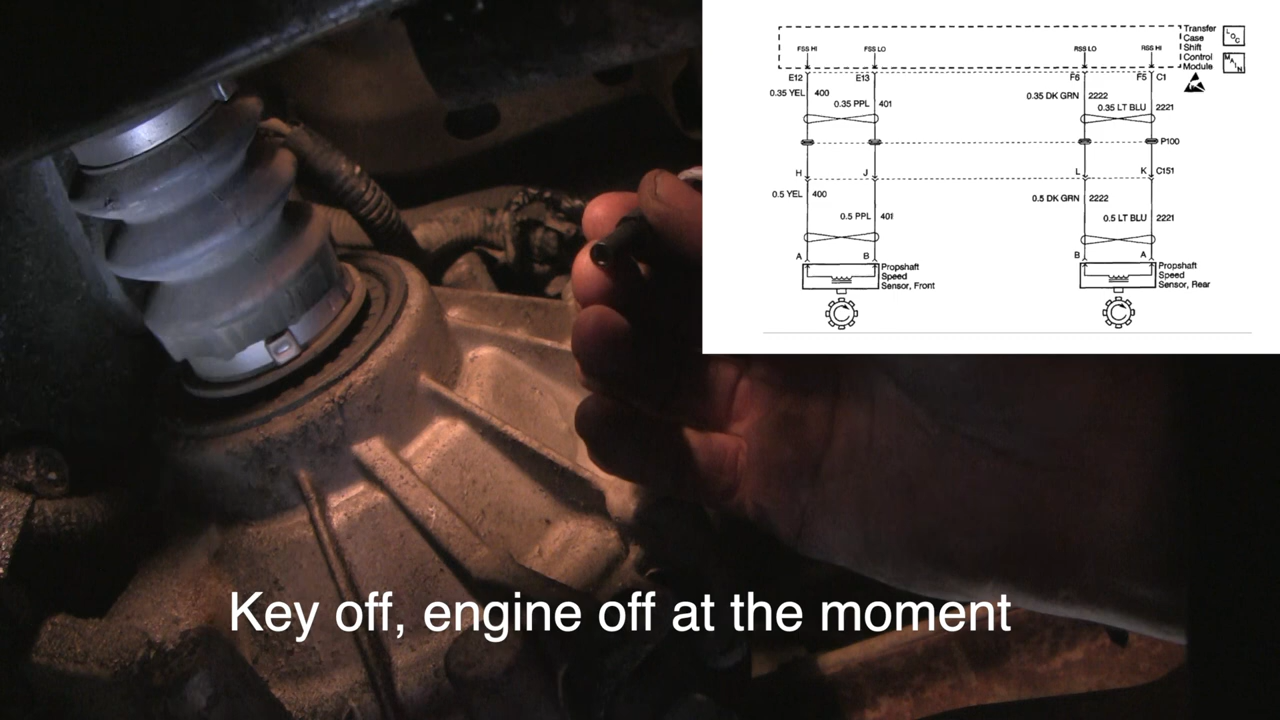 FSS HI FSS LO RSS LO RSS HI
Transfer
Case
Shift
Control
Module
LOC
MAIN
E12 E13 F6 F5 C1
0.35 YEL 400
0.35 PPL 401
0.35 DK GRN 2222
0.35 LT BLU 2221
P100
H J L K C151
0.5 YEL 400
0.5 PPL 401
0.5 DK GRN 2222
0.5 LT BLU 2221
A B B A
Propshaft
Speed
Sensor, Front
Propshaft
Speed
Sensor, Rear
Key off, engine off at the moment